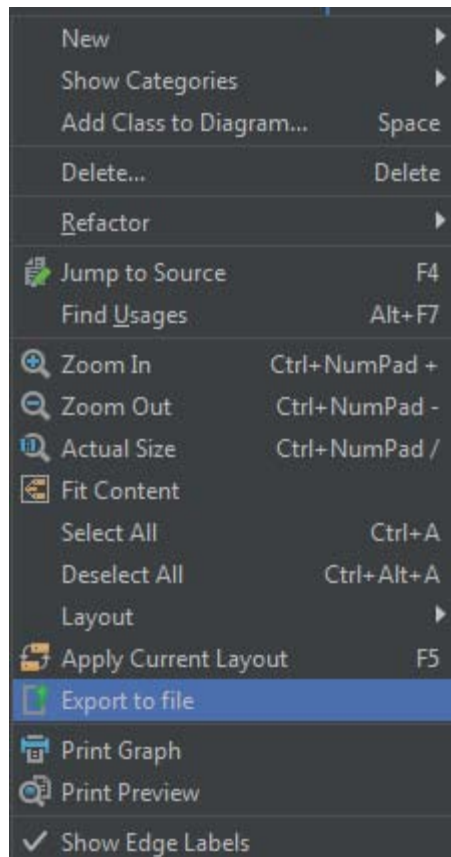 New
Show Categories
Add Class to Diagram... Space
Delete... Delete
Refactor
Jump to Source F4
Find Usages Alt+F7
Zoom In Ctrl+NumPad +
Zoom Out Ctrl+NumPad -
Actual Size Ctrl+NumPad /
Fit Content
Select All Ctrl+A
Deselect All Ctrl+Alt+A
Layout
Apply Current Layout F5
Export to file
Print Graph
Print Preview
Show Edge Labels